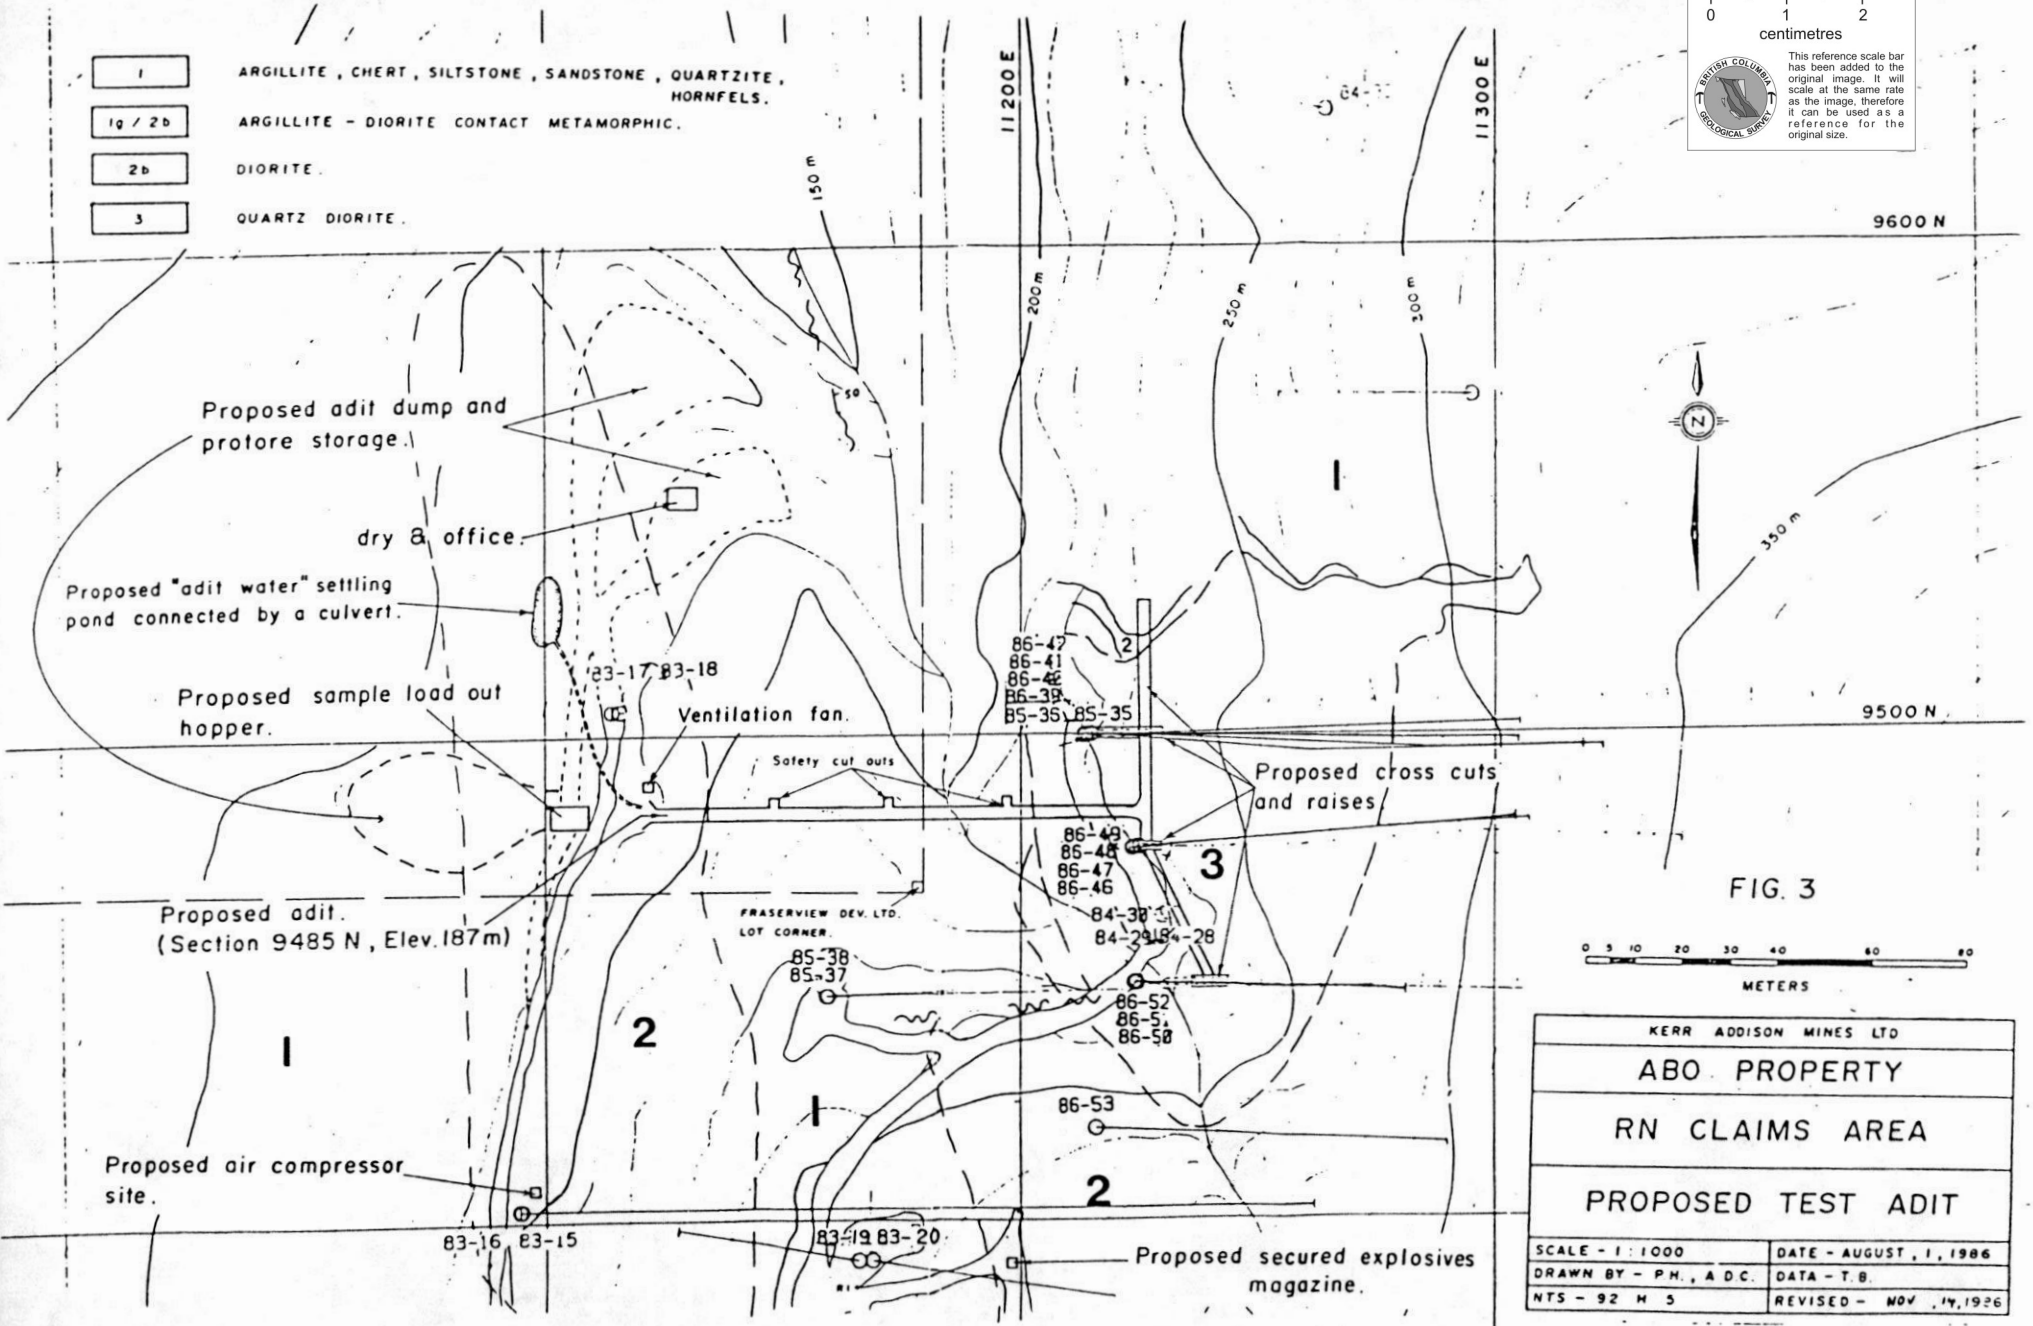 0 1 2
centimetres
This reference scale bar
has been added to the
original image. It will
scale at the same rate
as the image, therefore
it can be used as a
reference for the
original size.
BRITISH COLUMBIA
GEOLOGICAL SURVEY
1 ARGILLITE , CHERT , SILTSTONE , SANDSTONE , QUARTZITE ,
HORNFELS.
1g / 2b ARGILLITE - DIORITE CONTACT METAMORPHIC.
2b DIORITE .
3 QUARTZ DIORITE .
150 E
11200 E
11300 E
9600 N
200 m
250 m
300 E
350 m
50
Proposed adit dump and
protore storage.
dry & office.
Proposed "adit water" settling
pond connected by a culvert.
Proposed sample load out
hopper.
83-17 83-18
Ventilation fan.
Safety cut outs
86-41
86-39
85-36 85-35
1
2
N
9500 N
Proposed cross cuts
and raises
86-49
86-48
86-47
86-46
84-30
84-29 84-28
3
FIG. 3
Proposed adit.
(Section 9485 N , Elev. 187m)
FRASERVIEW DEV. LTD.
LOT CORNER.
85-38
85-37
86-52
86-51
86-50
0 5 10 20 30 40 60 80
METERS
1
2
1
86-53
2
Proposed air compressor
site.
83-16 83-15
83-19 83-20
Proposed secured explosives
magazine.
KERR ADDISON MINES LTD
ABO PROPERTY
RN CLAIMS AREA
PROPOSED TEST ADIT
SCALE - 1 : 1000 DATE - AUGUST , 1 , 1986
DRAWN BY - P.H. , A D.C. DATA - T. B.
NTS - 92 H 5 REVISED - NOV , 14, 1986